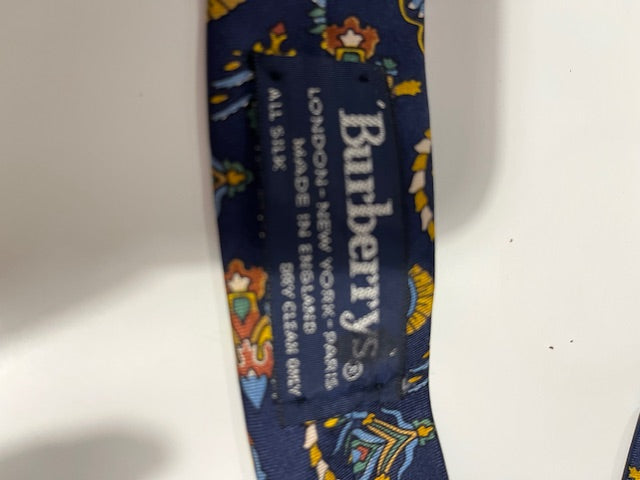 'Burberrys®
LONDON - NEW YORK - PARIS
MADE IN ENGLAND
ALL SILK DRY CLEAN ONLY